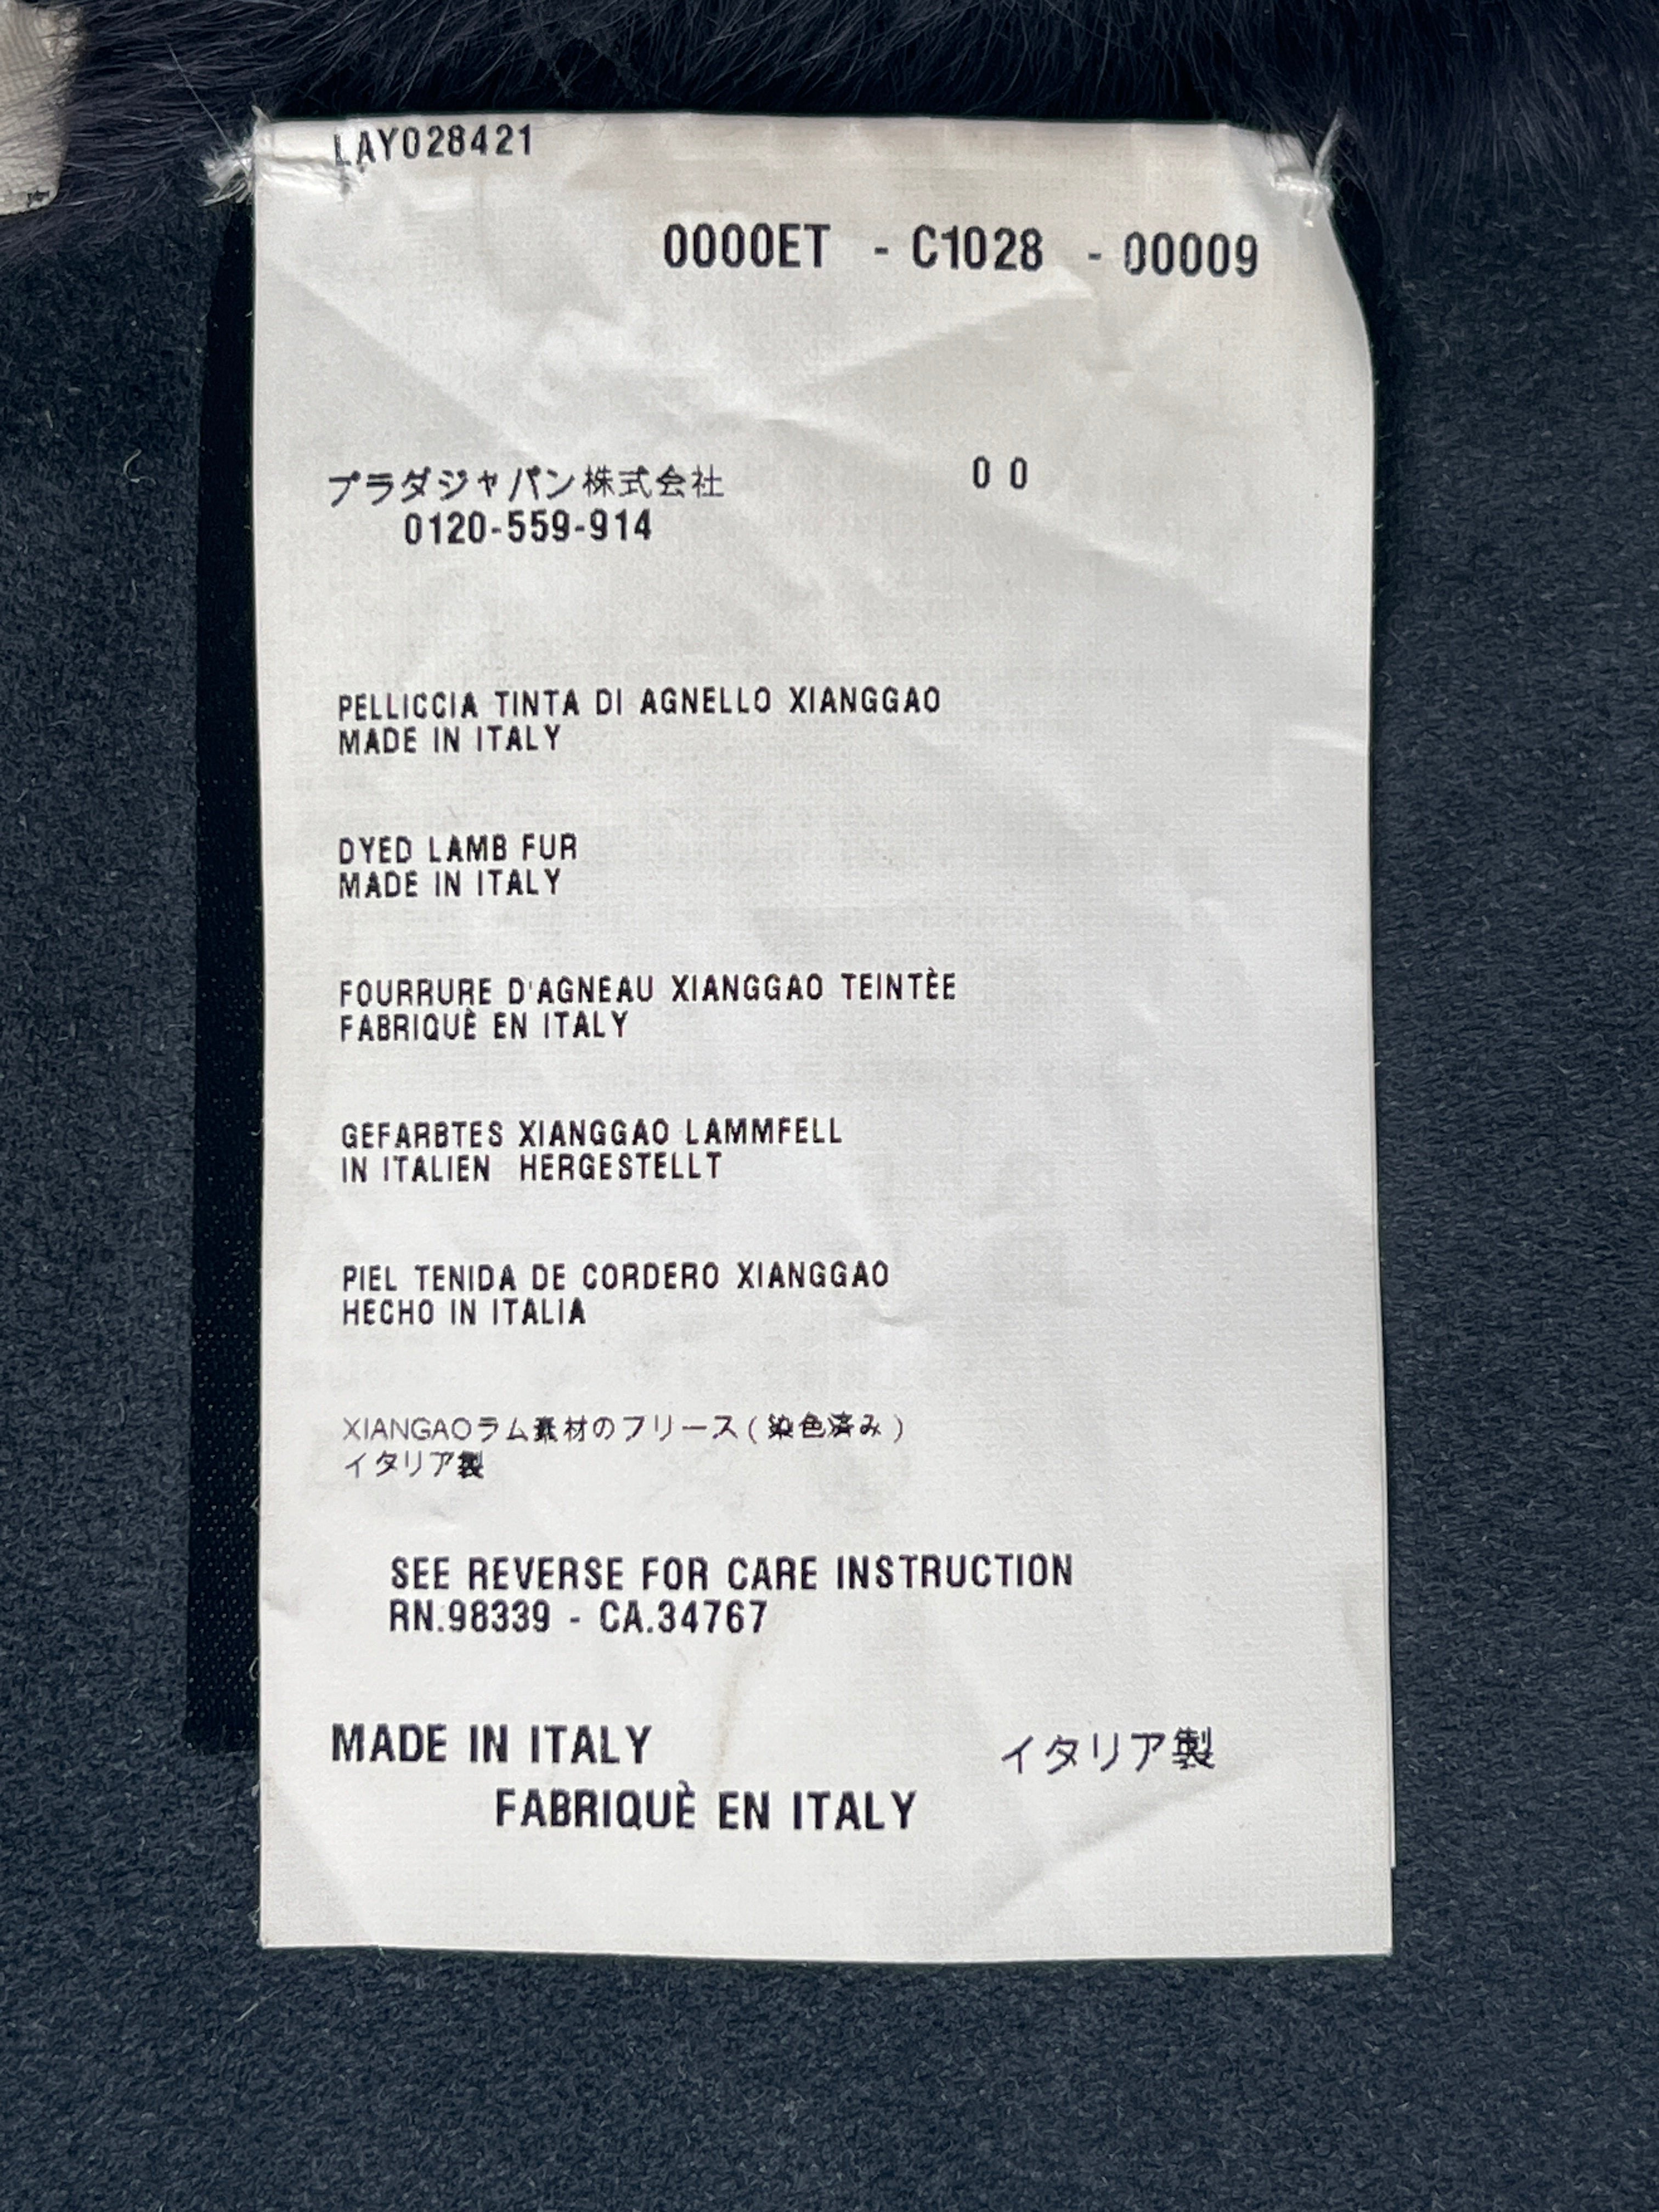 LAY028421
0000ET - C1028 - 00009
プラダジャパン株式会社 0 0
0120-559-914
PELLICCIA TINTA DI AGNELLO XIANGGAO
MADE IN ITALY
DYED LAMB FUR
MADE IN ITALY
FOURRURE D'AGNEAU XIANGGAO TEINTÈE
FABRIQUÈ EN ITALY
GEFARBTES XIANGGAO LAMMFELL
IN ITALIEN HERGESTELLT
PIEL TENIDA DE CORDERO XIANGGAO
HECHO IN ITALIA
XIANGAOラム素材のフリース(染色済み)
イタリア製
SEE REVERSE FOR CARE INSTRUCTION
RN.98339 - CA.34767
MADE IN ITALY イタリア製
FABRIQUÈ EN ITALY